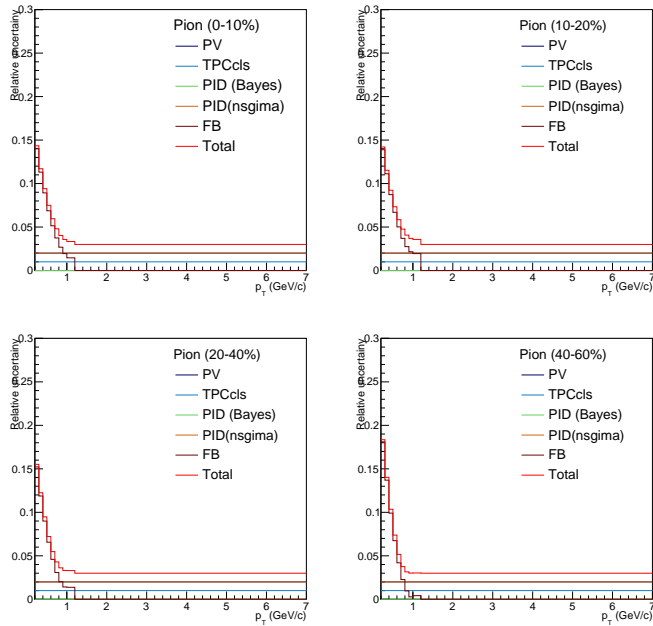 Relative uncertainty
Pion (0-10%)
PV
TPCcls
PID (Bayes)
PID(nsgima)
FB
Total
0.3
0.25
0.2
0.15
0.1
0.05
0
1 2 3 4 5 6 7
p_T (GeV/c)
Relative uncertainty
Pion (10-20%)
PV
TPCcls
PID (Bayes)
PID(nsgima)
FB
Total
0.3
0.25
0.2
0.15
0.1
0.05
0
1 2 3 4 5 6 7
p_T (GeV/c)
Relative uncertainty
Pion (20-40%)
PV
TPCcls
PID (Bayes)
PID(nsgima)
FB
Total
0.3
0.25
0.2
0.15
0.1
0.05
0
1 2 3 4 5 6 7
p_T (GeV/c)
Relative uncertainty
Pion (40-60%)
PV
TPCcls
PID (Bayes)
PID(nsgima)
FB
Total
0.3
0.25
0.2
0.15
0.1
0.05
0
1 2 3 4 5 6 7
p_T (GeV/c)